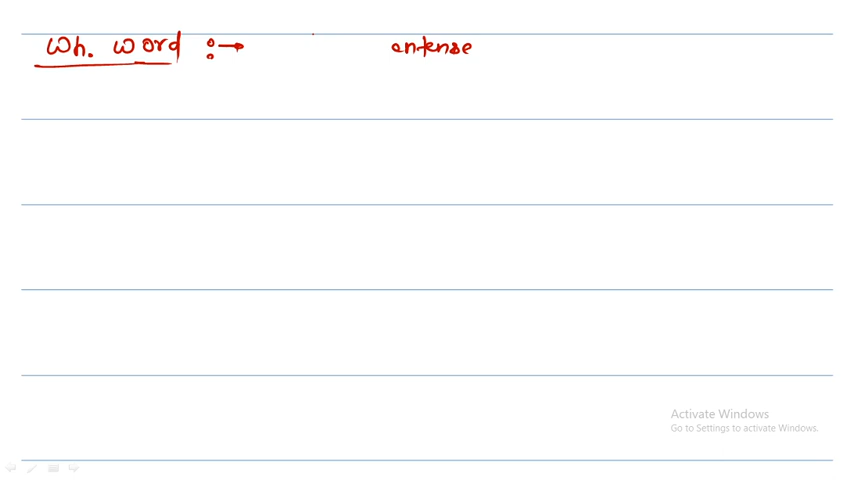 Wh. word :→ antense
Activate Windows
Go to Settings to activate Windows.